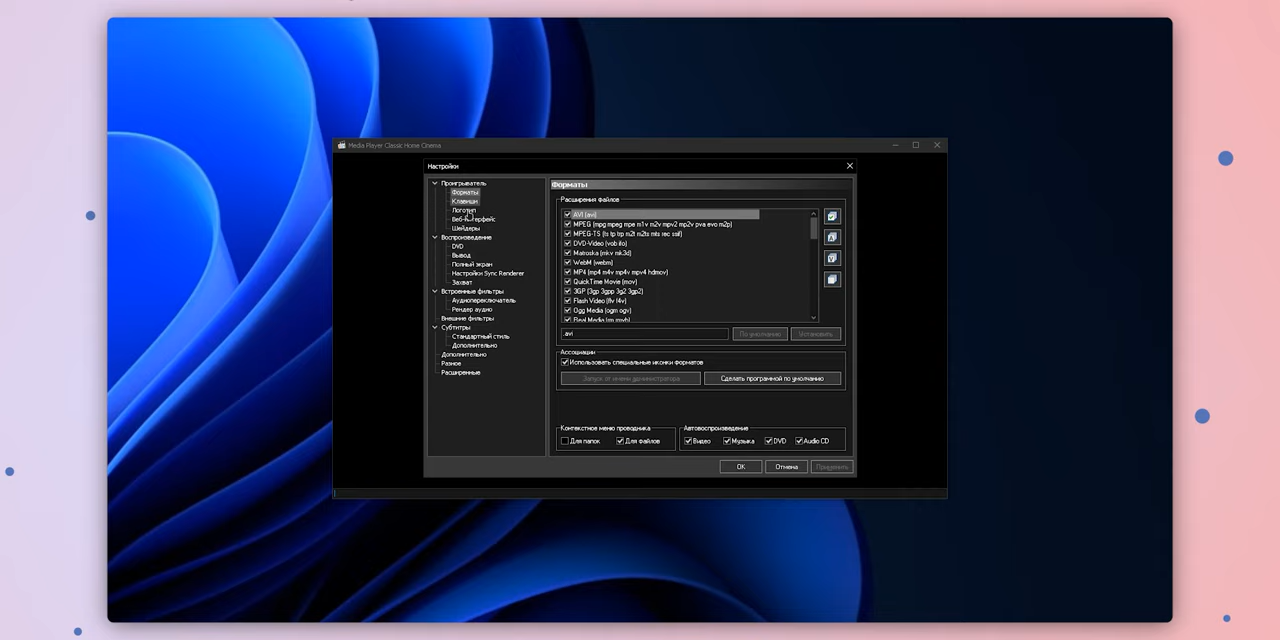 Media Player Classic Home Cinema
Настройки
Проигрыватель
Форматы
Клавиши
Логотип
Веб-интерфейс
Шейдеры
Воспроизведение
DVD
Вывод
Полный экран
Настройки Sync Renderer
Захват
Встроенные фильтры
Аудиопереключатель
Рендер аудио
Внешние фильтры
Субтитры
Стандартный стиль
Дополнительно
Дополнительно
Разное
Расширенные
Форматы
Расширения файлов
AVI (avi)
MPEG (mpg mpeg mpe m1v m2v mpv2 mp2v pva evo m2p)
MPEG-TS (ts tp trp m2t m2ts mts rec ssif)
DVD-Video (vob ifo)
Matroska (mkv mk3d)
WebM (webm)
MP4 (mp4 m4v mp4v mpv4 hdmov)
QuickTime Movie (mov)
3GP (3gp 3gpp 3g2 3gp2)
Flash Video (flv f4v)
Ogg Media (ogm ogv)
Real Media (rm rmvb)
.avi
По умолчанию
Установить
Ассоциации
Использовать специальные иконки форматов
Запуск от имени администратора
Сделать программой по умолчанию
Контекстное меню проводника
Для папок
Для файлов
Автовоспроизведение
Видео
Музыка
DVD
Audio CD
OK
Отмена
Применить